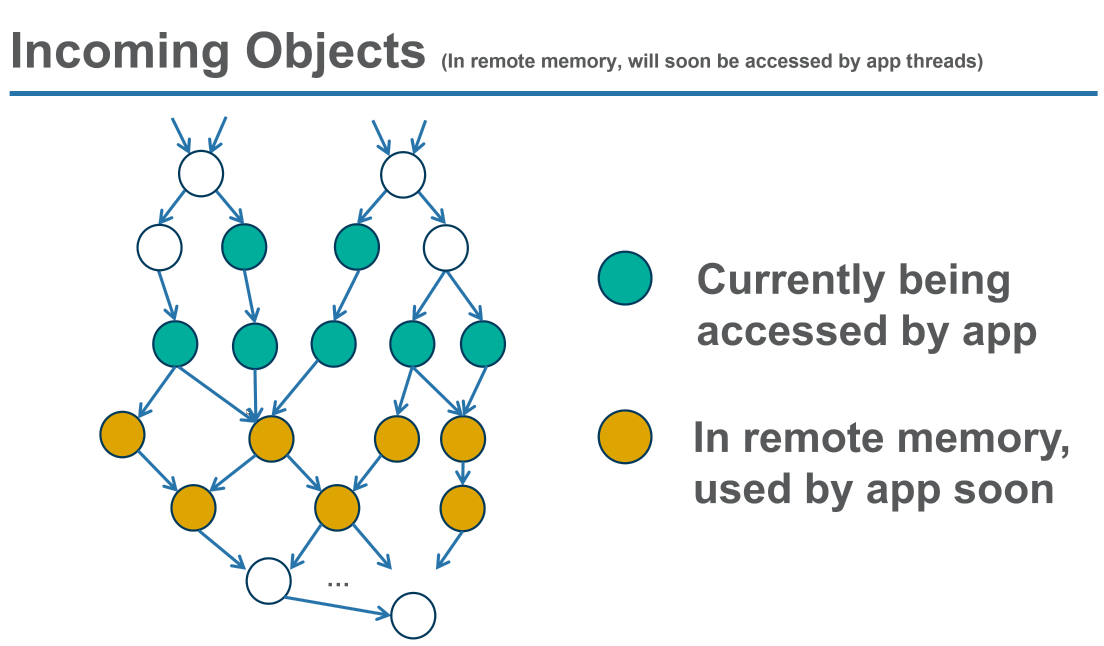 Incoming Objects (In remote memory, will soon be accessed by app threads)
Currently being
accessed by app
In remote memory,
used by app soon
...